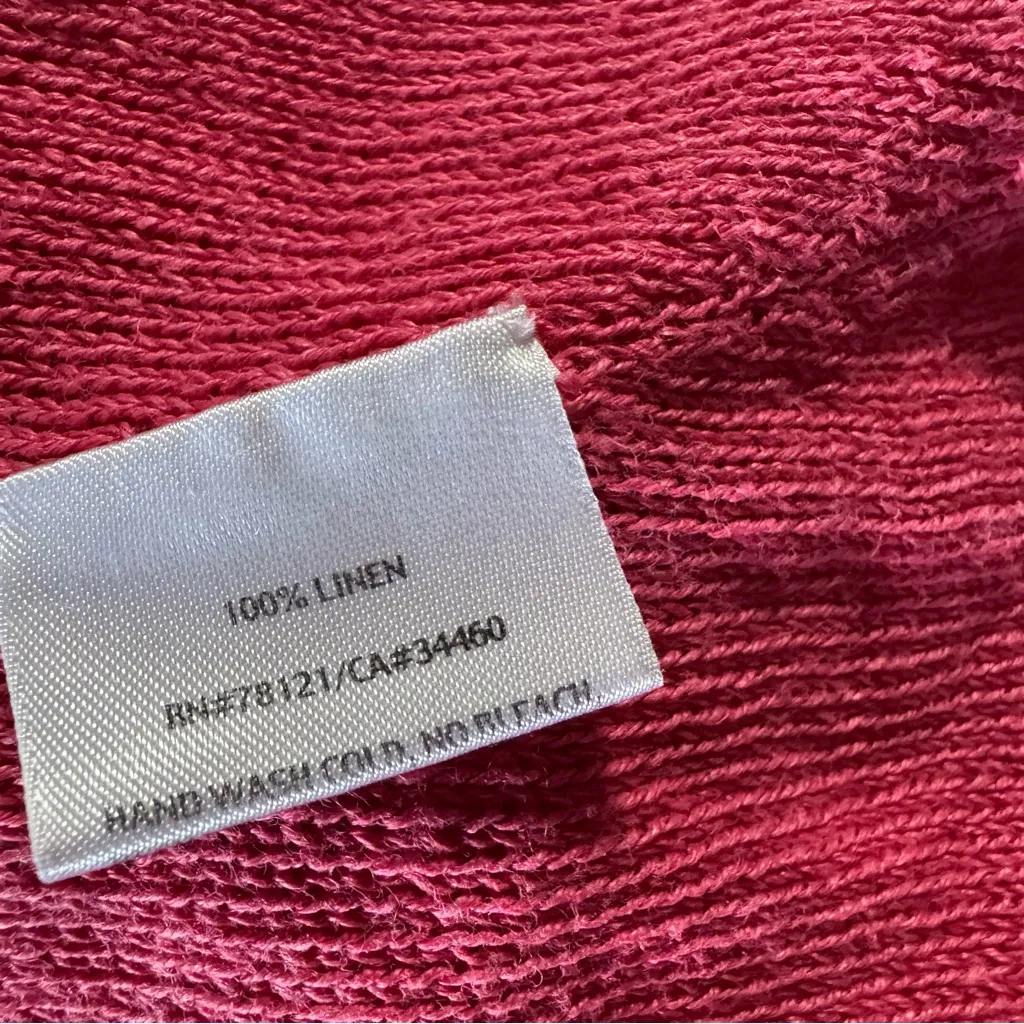 100% LINEN
RN#78121/CA#34460
HAND WASH COLD, NO BLEACH